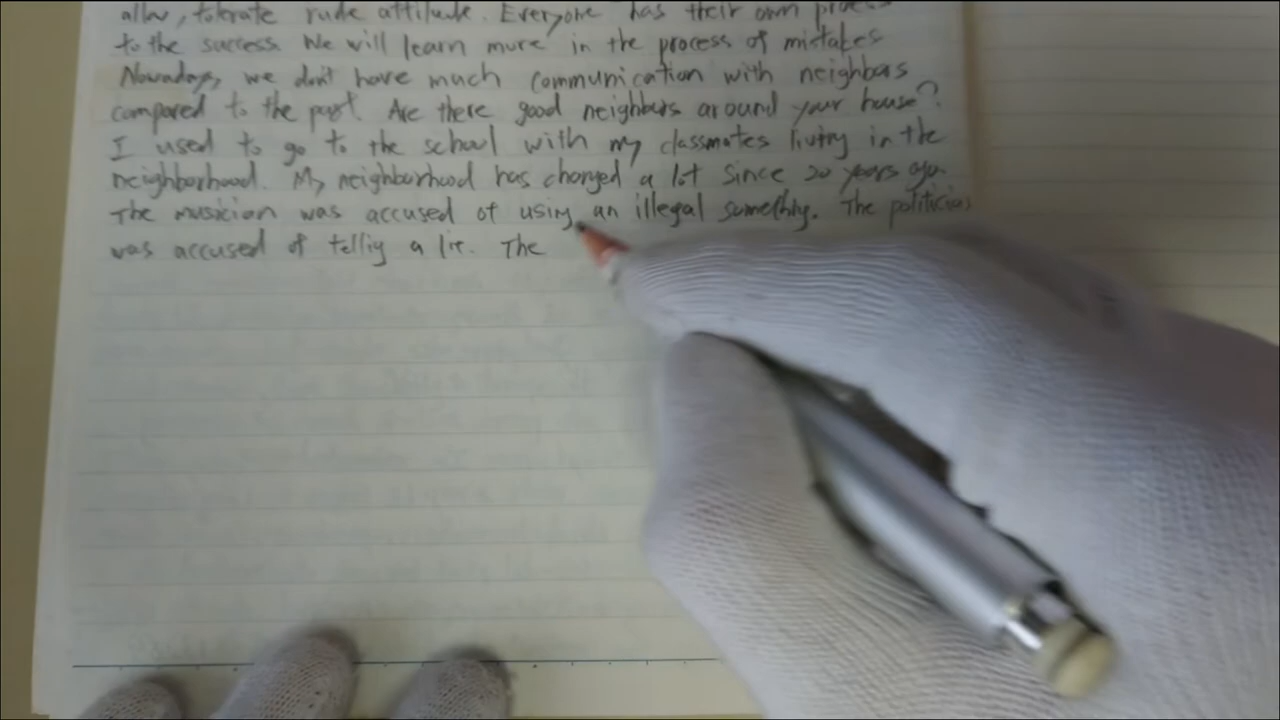 allow, tolerate rude attitude. Everyone has their own process
to the success. We will learn more in the process of mistakes
Nowadays, we don't have much communication with neighbors
compared to the past. Are there good neighbors around your house?
I used to go to the school with my classmates living in the
neighborhood. My neighborhood has changed a lot since 20 years ago.
The musician was accused of using an illegal something. The politician
was accused of tellig a lie. The